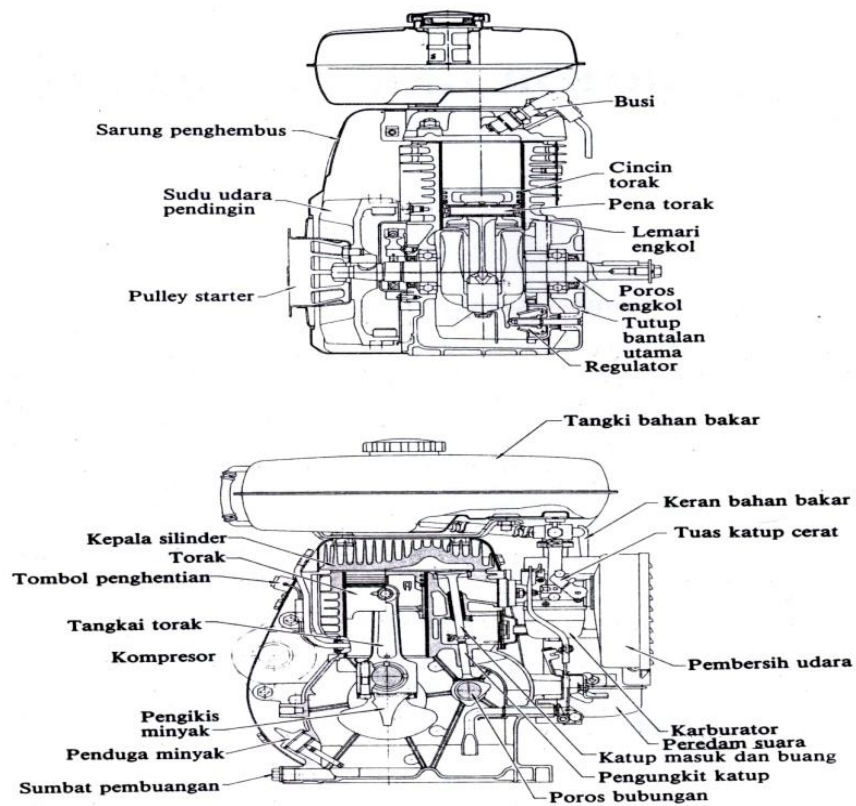 Busi
Sarung penghembus
Cincin
torak
Sudu udara
pendingin
Pena torak
Lemari
engkol
Pulley starter
Poros
engkol
Tutup
bantalan
utama
Regulator
Tangki bahan bakar
Keran bahan bakar
Kepala silinder
Tuas katup cerat
Torak
Tombol penghentian
Tangkai torak
Kompresor
Pembersih udara
Pengikis
minyak
Karburator
Peredam suara
Penduga minyak
Katup masuk dan buang
Pengungkit katup
Sumbat pembuangan
Poros bubungan